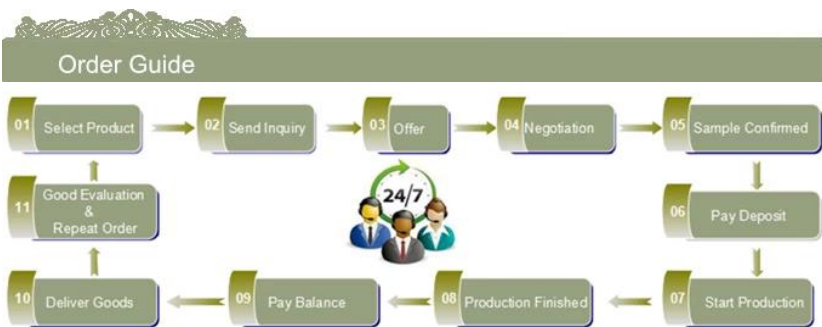 Order Guide
01 Select Product
02 Send Inquiry
03 Offer
04 Negotiation
05 Sample Confirmed
24/7
06 Pay Deposit
07 Start Production
08 Production Finished
09 Pay Balance
10 Deliver Goods
11 Good Evaluation
&
Repeat Order